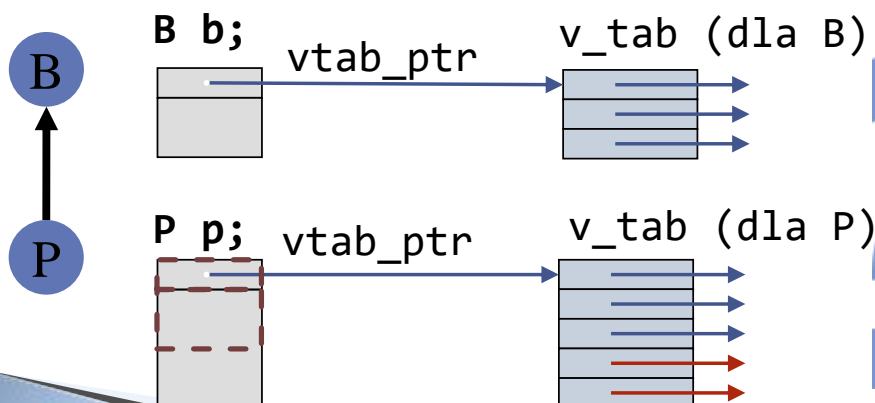 B
B b;
vtab_ptr
v_tab (dla B)
P
P p;
vtab_ptr
v_tab (dla P)